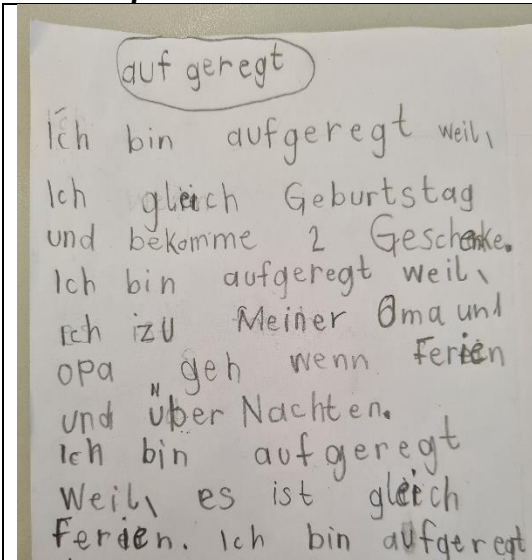 auf geregt
Ich bin aufgeregt weil,
Ich gleich Geburtstag
und bekomme 2 Geschenke.
Ich bin aufgeregt weil,
ich zu Meiner Oma und
opa geh wenn Ferien
und über Nachten.
Ich bin aufgeregt
weil, es ist gleich
Ferien. Ich bin aufgeregt